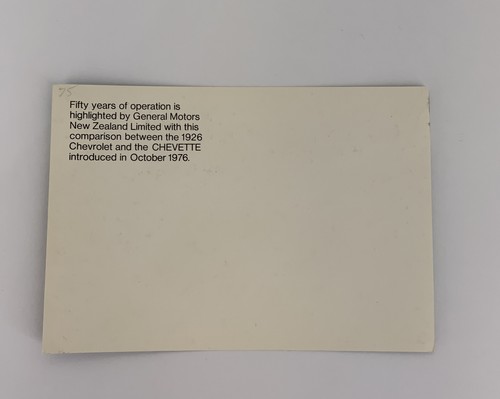 75
Fifty years of operation is
highlighted by General Motors
New Zealand Limited with this
comparison between the 1926
Chevrolet and the CHEVETTE
introduced in October 1976.